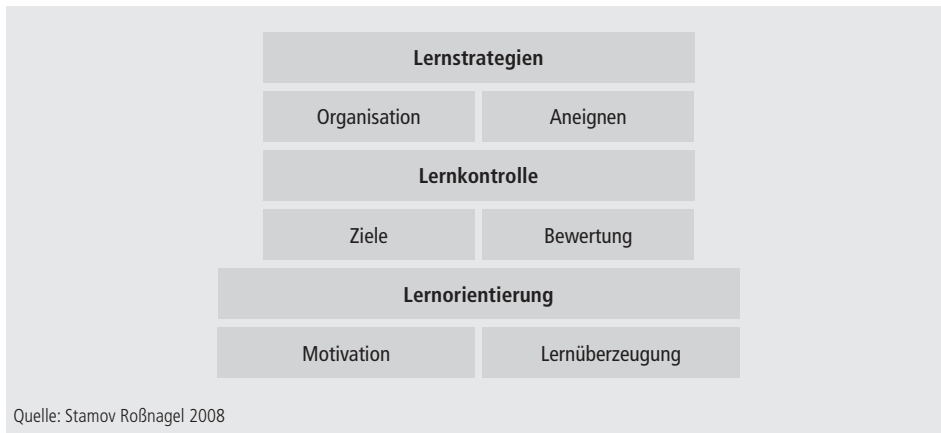 Lernstrategien
Organisation Aneignen
Lernkontrolle
Ziele Bewertung
Lernorientierung
Motivation Lernüberzeugung
Quelle: Stamov Roßnagel 2008